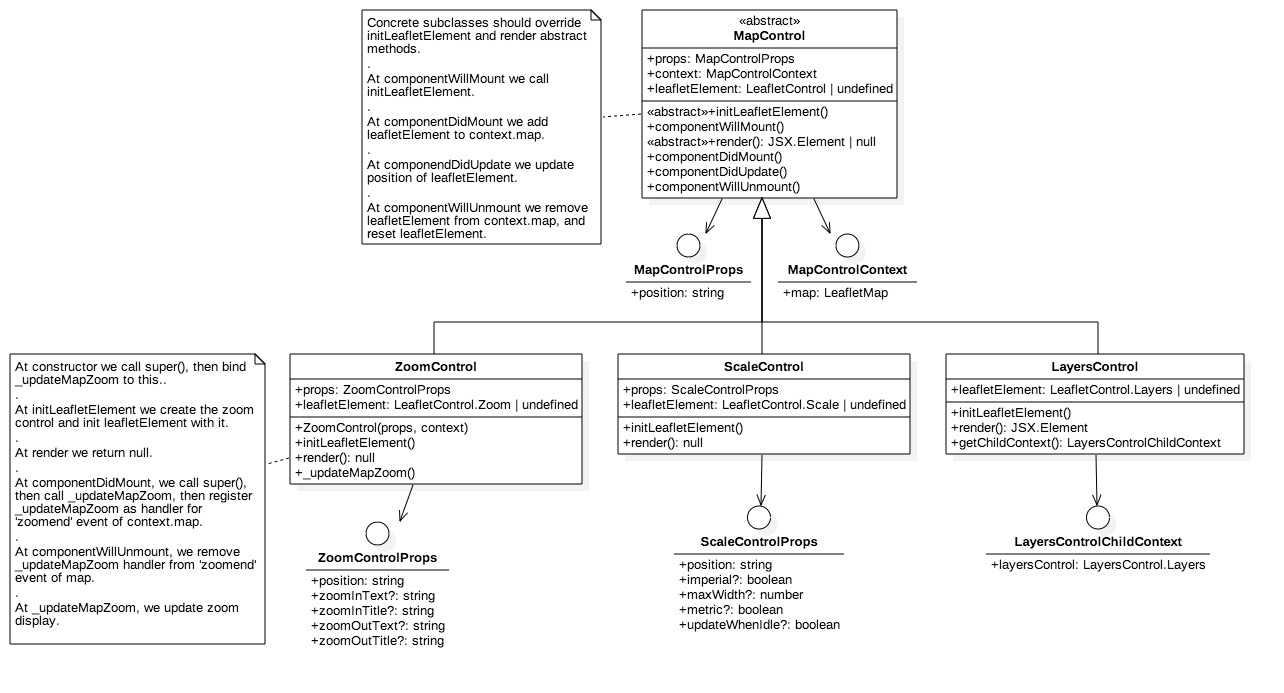 Concrete subclasses should override
initLeafletElement and render abstract
methods.
.
At componentWillMount we call
initLeafletElement.
.
At componentDidMount we add
leafletElement to context.map.
.
At componendDidUpdate we update
position of leafletElement.
.
At componentWillUnmount we remove
leafletElement from context.map, and
reset leafletElement.
«abstract»
MapControl
+props: MapControlProps
+context: MapControlContext
+leafletElement: LeafletControl | undefined
«abstract»+initLeafletElement()
+componentWillMount()
«abstract»+render(): JSX.Element | null
+componentDidMount()
+componentDidUpdate()
+componentWillUnmount()
MapControlProps
+position: string
MapControlContext
+map: LeafletMap
At constructor we call super(), then bind
_updateMapZoom to this..
.
At initLeafletElement we create the zoom
control and init leafletElement with it.
.
At render we return null.
.
At componentDidMount, we call super(),
then call _updateMapZoom, then register
_updateMapZoom as handler for
'zoomend' event of context.map.
.
At componentWillUnmount, we remove
_updateMapZoom handler from 'zoomend'
event of map.
.
At _updateMapZoom, we update zoom
display.
ZoomControl
+props: ZoomControlProps
+leafletElement: LeafletControl.Zoom | undefined
+ZoomControl(props, context)
+initLeafletElement()
+render(): null
+_updateMapZoom()
ZoomControlProps
+position: string
+zoomInText?: string
+zoomInTitle?: string
+zoomOutText?: string
+zoomOutTitle?: string
ScaleControl
+props: ScaleControlProps
+leafletElement: LeafletControl.Scale | undefined
+initLeafletElement()
+render(): null
ScaleControlProps
+position: string
+imperial?: boolean
+maxWidth?: number
+metric?: boolean
+updateWhenIdle?: boolean
LayersControl
+leafletElement: LeafletControl.Layers | undefined
+initLeafletElement()
+render(): JSX.Element
+getChildContext(): LayersControlChildContext
LayersControlChildContext
+layersControl: LayersControl.Layers